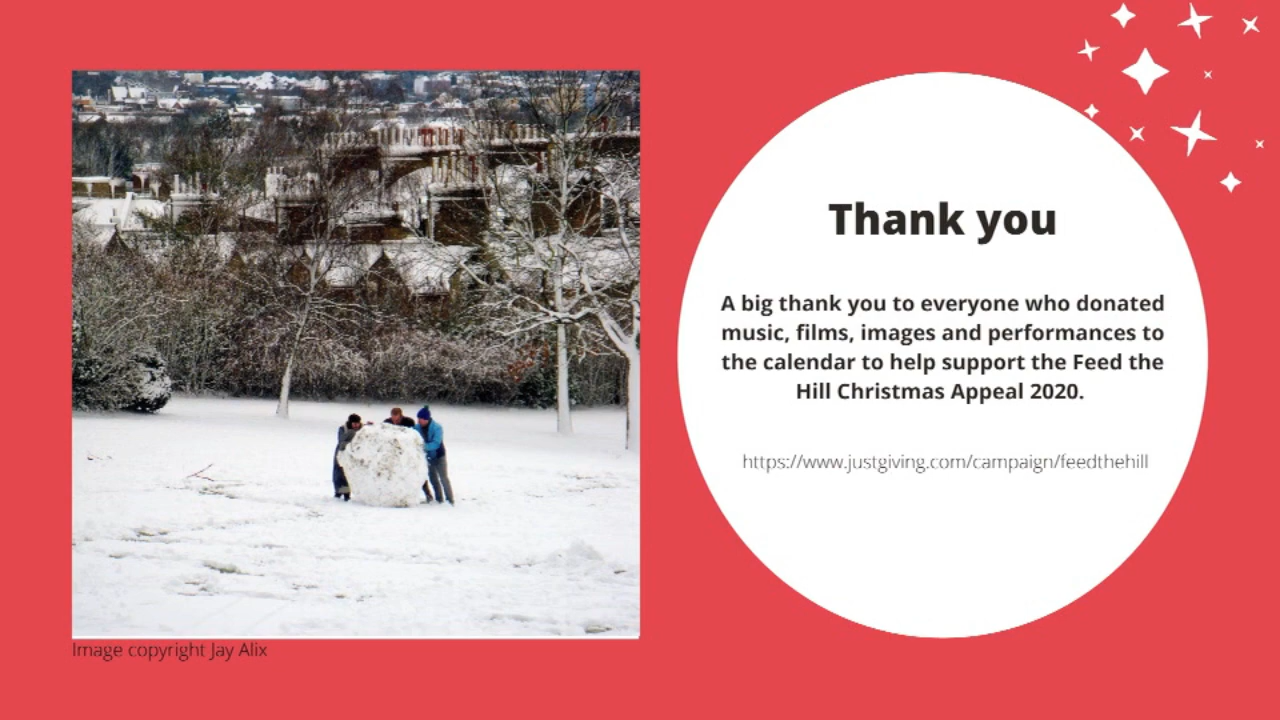 Thank you
A big thank you to everyone who donated
music, films, images and performances to
the calendar to help support the Feed the
Hill Christmas Appeal 2020.
https://www.justgiving.com/campaign/feedthehill
Image copyright Jay Alix